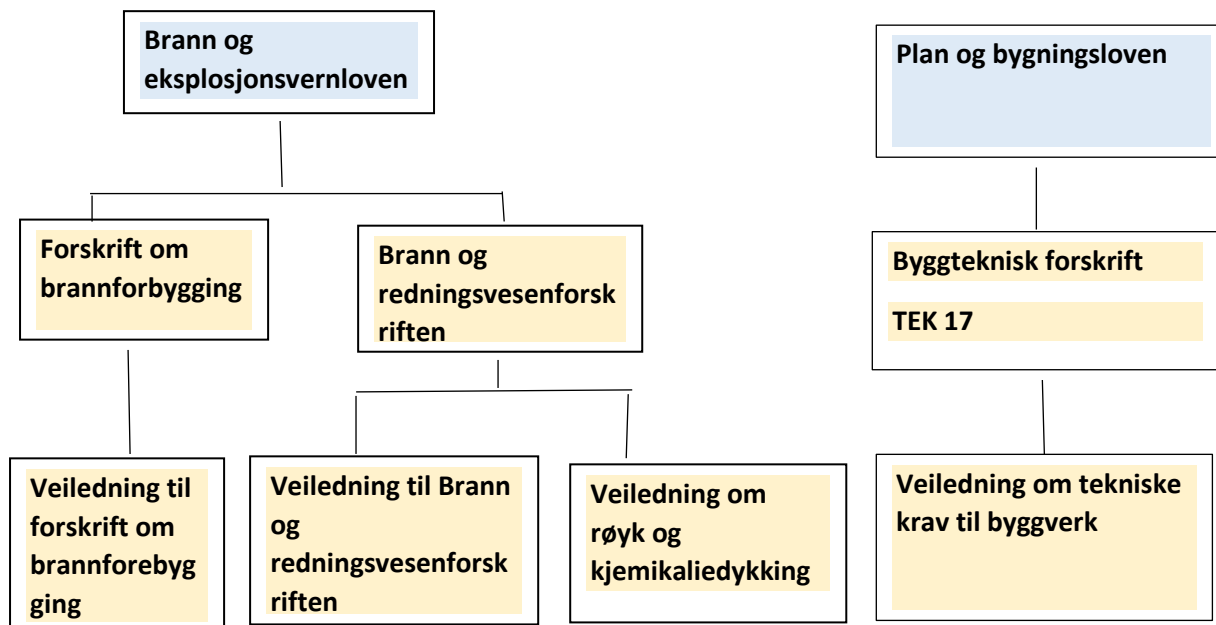 Brann og
eksplosjonsvernloven
Plan og bygningsloven
Forskrift om
brannforbygging
Brann og
redningsvesenforsk
riften
Byggteknisk forskrift
TEK 17
Veiledning til
forskrift om
brannforebyg
ging
Veiledning til Brann
og
redningsvesenforsk
riften
Veiledning om
røyk og
kjemikaliedykking
Veiledning om tekniske
krav til byggverk